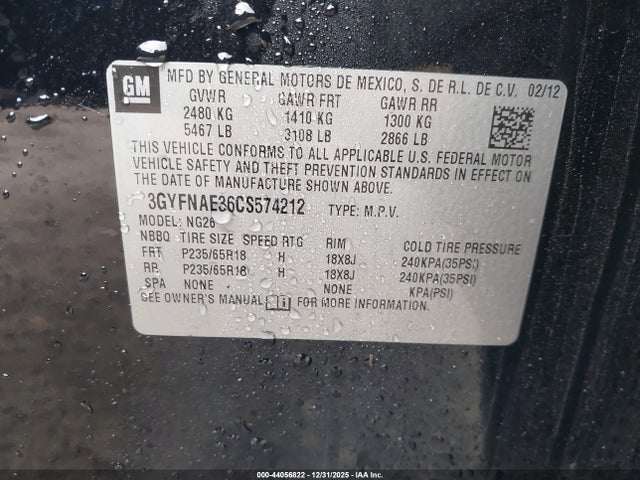 GM
MFD BY GENERAL MOTORS DE MEXICO, S. DE R.L. DE C.V. 02/12
GVWR GAWR FRT GAWR RR
2480 KG 1410 KG 1300 KG
5467 LB 3108 LB 2866 LB
THIS VEHICLE CONFORMS TO ALL APPLICABLE U.S. FEDERAL MOTOR
VEHICLE SAFETY AND THEFT PREVENTION STANDARDS IN EFFECT ON
THE DATE OF MANUFACTURE SHOWN ABOVE.
3GYFNAE36CS574212 TYPE: M.P.V.
MODEL: NG26
NBBQ TIRE SIZE SPEED RTG RIM COLD TIRE PRESSURE
FRT P235/65R18 H 18X8J 240KPA(35PSI)
RR P235/65R18 H 18X8J 240KPA(35PSI)
SPA NONE NONE KPA(PSI)
SEE OWNER'S MANUAL FOR MORE INFORMATION.
000-44056822 - 12/31/2025 - IAA Inc.